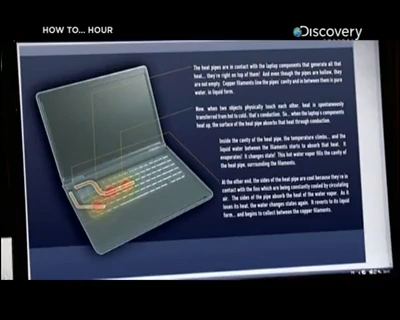 HOW TO... HOUR
Discovery
CHANNEL
The heat pipes are in contact with the laptop components that generate all that
heat... they're right on top of them! And even though the pipes are hollow, they
are not empty. Copper filaments line the pipes' cavity and in between them is pure
water, in liquid form.
Now, when two objects physically touch each other, heat is spontaneously
transferred from hot to cold.. that's conduction. So... when the laptop's components
heat up, the surface of the heat pipe absorbs that heat through conduction.
Inside the cavity of the heat pipe, the temperature climbs... and the
liquid water between the filaments starts to absorb that heat. It
evaporates! It changes state! This hot water vapor fills the cavity of
the heat pipe, surrounding the filaments.
At the other end, the sides of the heat pipe are cool because they're in
contact with the fins which are being constantly cooled by circulating
air. The sides of the pipe absorb the heat of the water vapor. As it
loses its heat, the water changes states again. It reverts to its liquid
form... and begins to collect between the copper filaments.